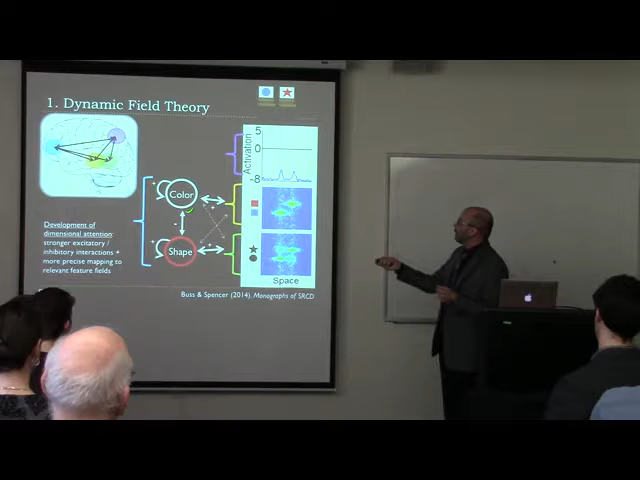 1. Dynamic Field Theory
5
0
-8
Activation
Color
Shape
Space
Development of
dimensional attention:
stronger excitatory /
inhibitory interactions +
more precise mapping to
relevant feature fields
Buss & Spencer (2014). Monographs of SRCD